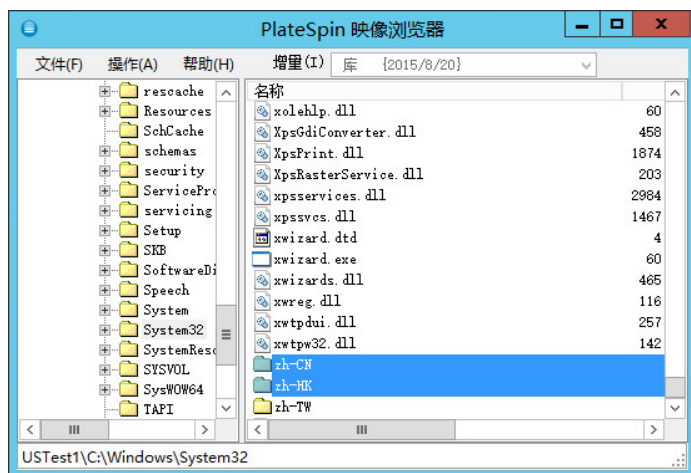 PlateSpin 映像浏览器
文件(F) 操作(A) 帮助(H) 增量(I) 库 {2015/8/20}
rescache
Resources
SchCache
schemas
security
ServicePro
servicing
Setup
SKB
SoftwareDi
Speech
System
System32
SystemReso
SYSVOL
SysWOW64
TAPI
名称
xolehlp.dll 60
XpsGdiConverter.dll 458
XpsPrint.dll 1874
XpsRasterService.dll 203
xpsservices.dll 2984
xpssvcs.dll 1467
xwizard.dtd 4
xwizard.exe 60
xwizards.dll 465
xwreg.dll 116
xwtpdui.dll 257
xwtpw32.dll 142
zh-CN
zh-HK
zh-TW
USTest1\C:\Windows\System32